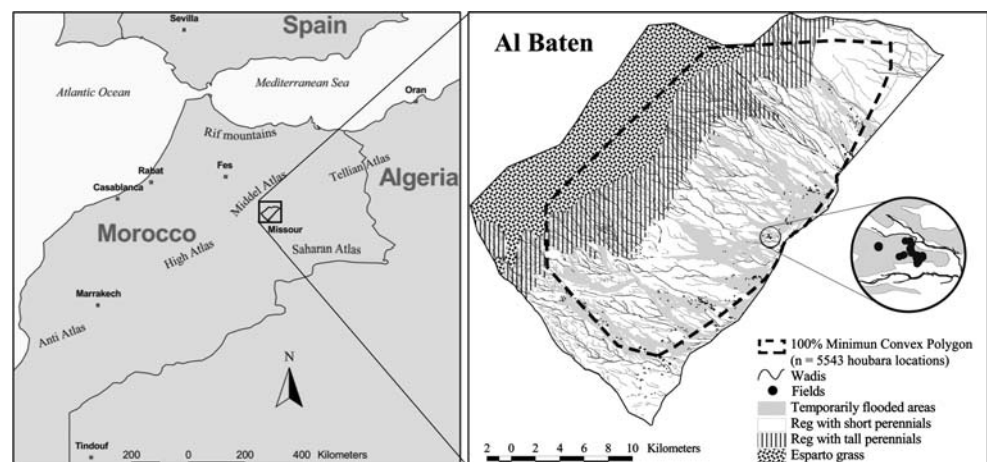 Sevilla
Spain
Atlantic Ocean
Mediterranean Sea
Oran
Rif mountains
Tellian Atlas
Rabat
Fes
Algeria
Casablanca
Middel Atlas
Missour
Morocco
High Atlas
Saharan Atlas
Marrakech
Anti Atlas
N
Tindouf
200 0 200 400 Kilometers
Al Baten
100% Minimun Convex Polygon
(n = 5543 houbara locations)
Wadis
Fields
Temporarily flooded areas
Reg with short perennials
Reg with tall perennials
Esparto grass
2 0 2 4 6 8 10 Kilometers